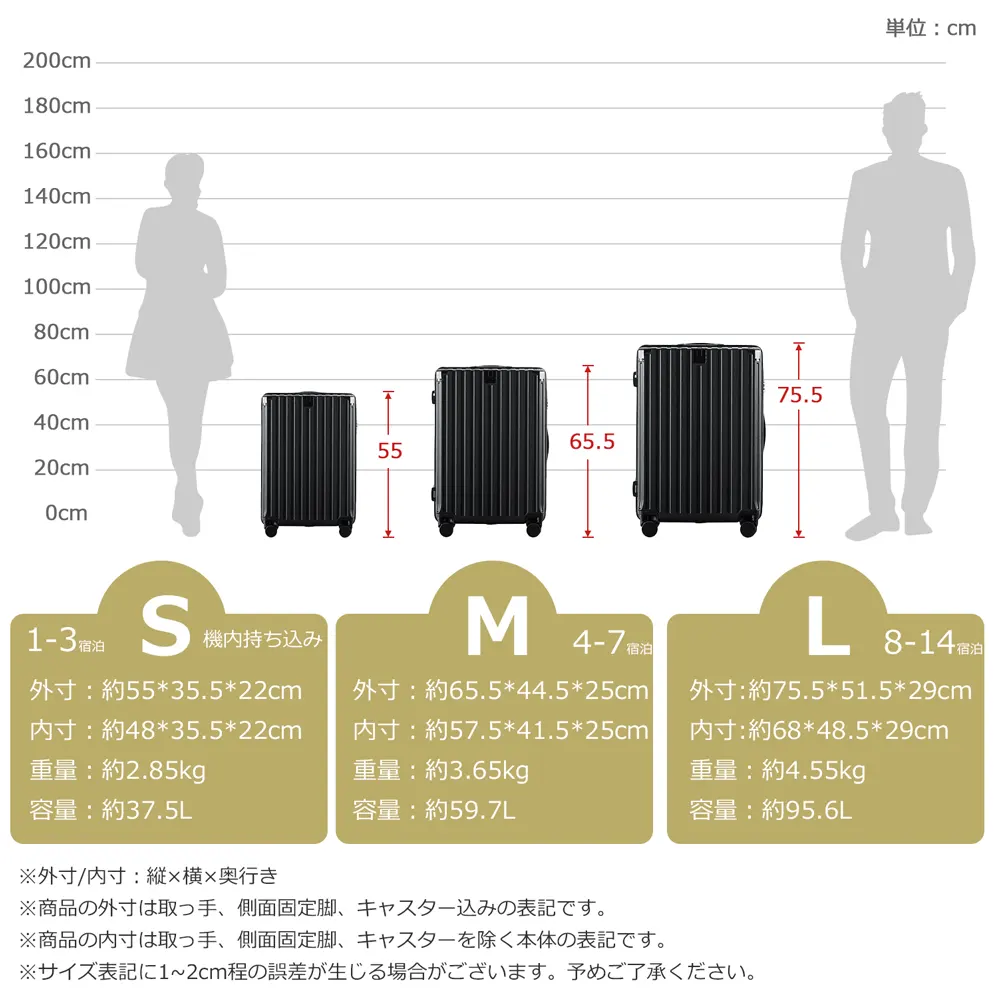 単位：cm
200cm
180cm
160cm
140cm
120cm
100cm
80cm
60cm
40cm
20cm
0cm
55
65.5
75.5
1-3宿泊 S 機内持ち込み
外寸：約55*35.5*22cm
内寸：約48*35.5*22cm
重量：約2.85kg
容量：約37.5L
M 4-7宿泊
外寸：約65.5*44.5*25cm
内寸：約57.5*41.5*25cm
重量：約3.65kg
容量：約59.7L
L 8-14宿泊
外寸:約75.5*51.5*29cm
内寸:約68*48.5*29cm
重量：約4.55kg
容量：約95.6L
※外寸/内寸：縦×横×奥行き
※商品の外寸は取っ手、側面固定脚、キャスター込みの表記です。
※商品の内寸は取っ手、側面固定脚、キャスターを除く本体の表記です。
※サイズ表記に1~2cm程の誤差が生じる場合がございます。予めご了承ください。